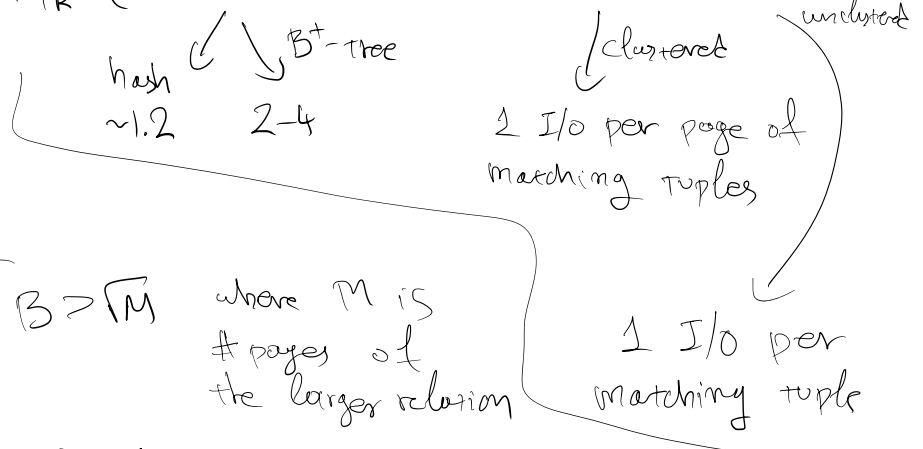 unclustered
B+-tree
clustered
hash
~1.2
2-4
1 I/O per page of
matching tuples
B > √M where M is
# pages of
the larger relation
1 I/O per
matching tuple